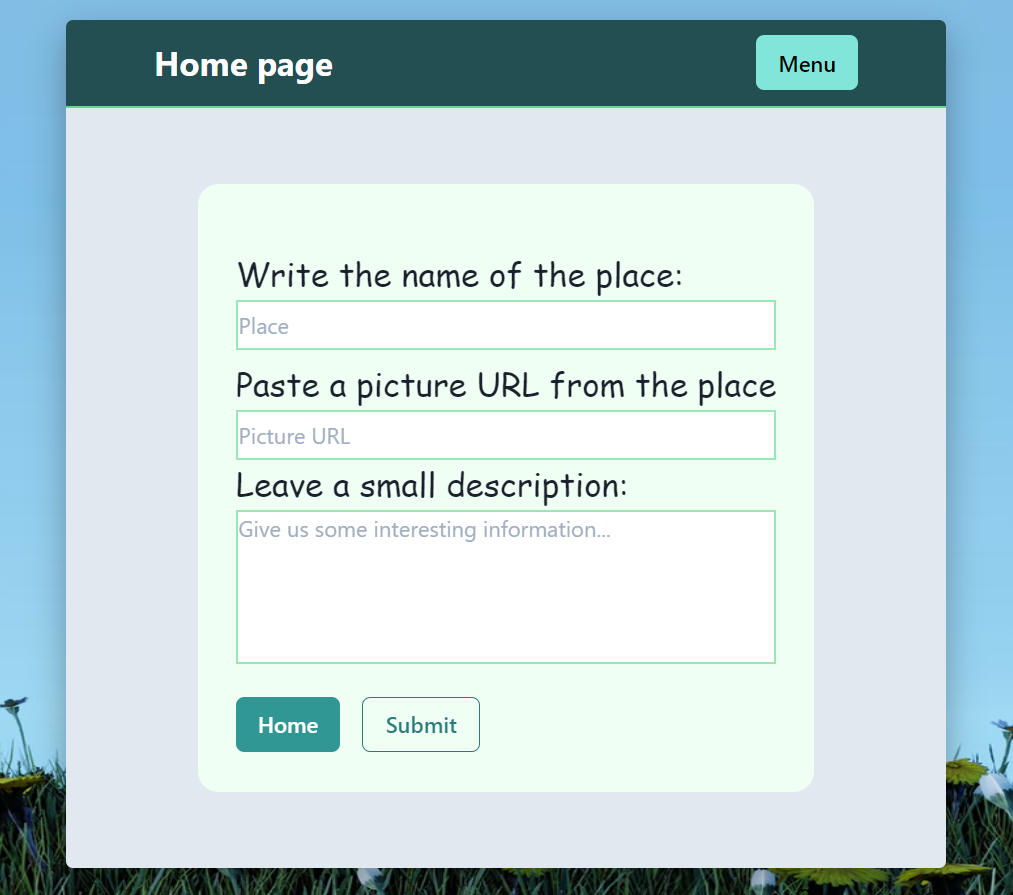 Home page
Menu
Write the name of the place:
Place
Paste a picture URL from the place
Picture URL
Leave a small description:
Give us some interesting information...
Home
Submit